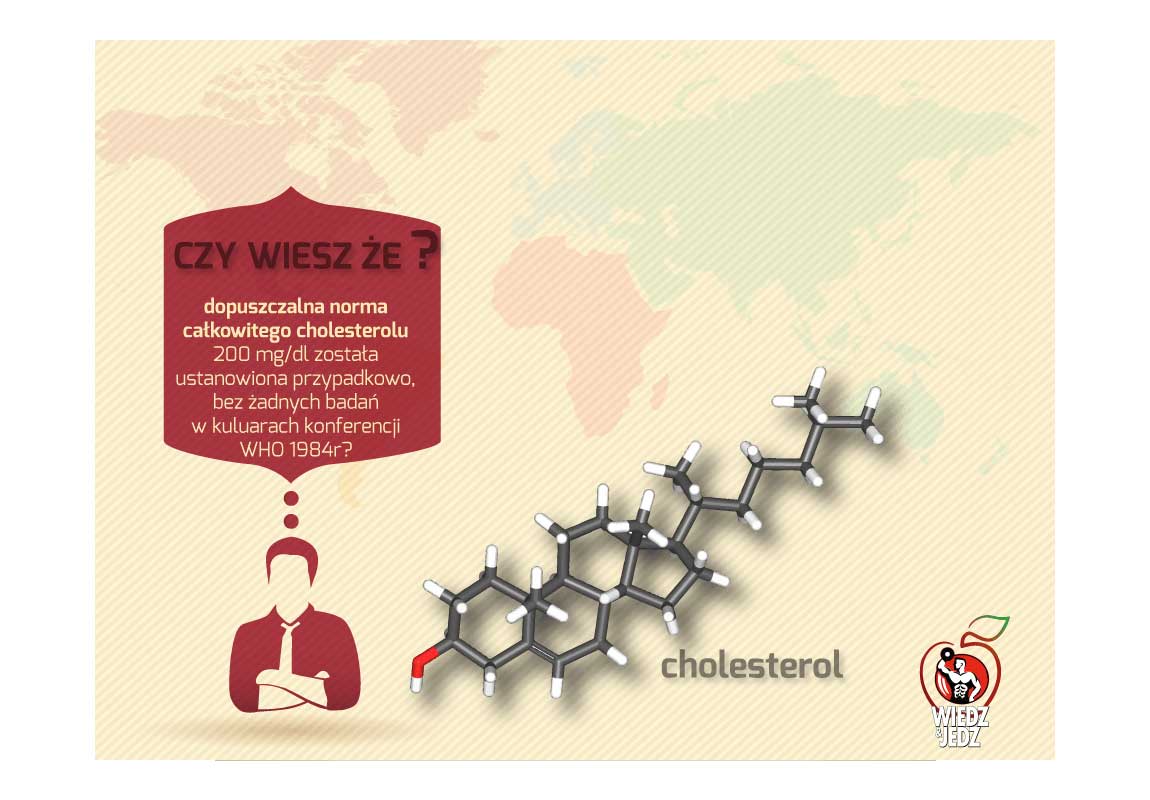 CZY WIESZ ŻE ?
dopuszczalna norma
całkowitego cholesterolu
200 mg/dl została
ustanowiona przypadkowo,
bez żadnych badań
w kuluarach konferencji
WHO 1984r?
cholesterol
WIEDZ
& JEDZ